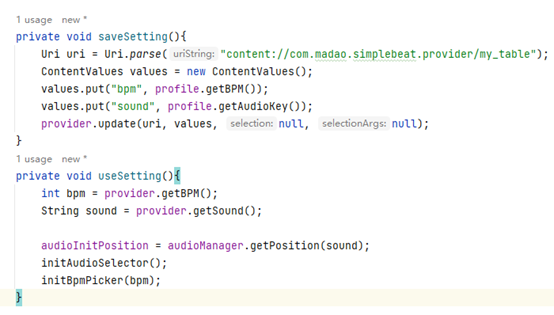 1 usage   new *
private void saveSetting(){
    Uri uri = Uri.parse( uriString: "content://com.madao.simplebeat.provider/my_table");
    ContentValues values = new ContentValues();
    values.put("bpm", profile.getBPM());
    values.put("sound", profile.getAudioKey());
    provider.update(uri, values,  selection: null,  selectionArgs: null);
}
1 usage   new *
private void useSetting(){
    int bpm = provider.getBPM();
    String sound = provider.getSound();
    audioInitPosition = audioManager.getPosition(sound);
    initAudioSelector();
    initBpmPicker(bpm);
}